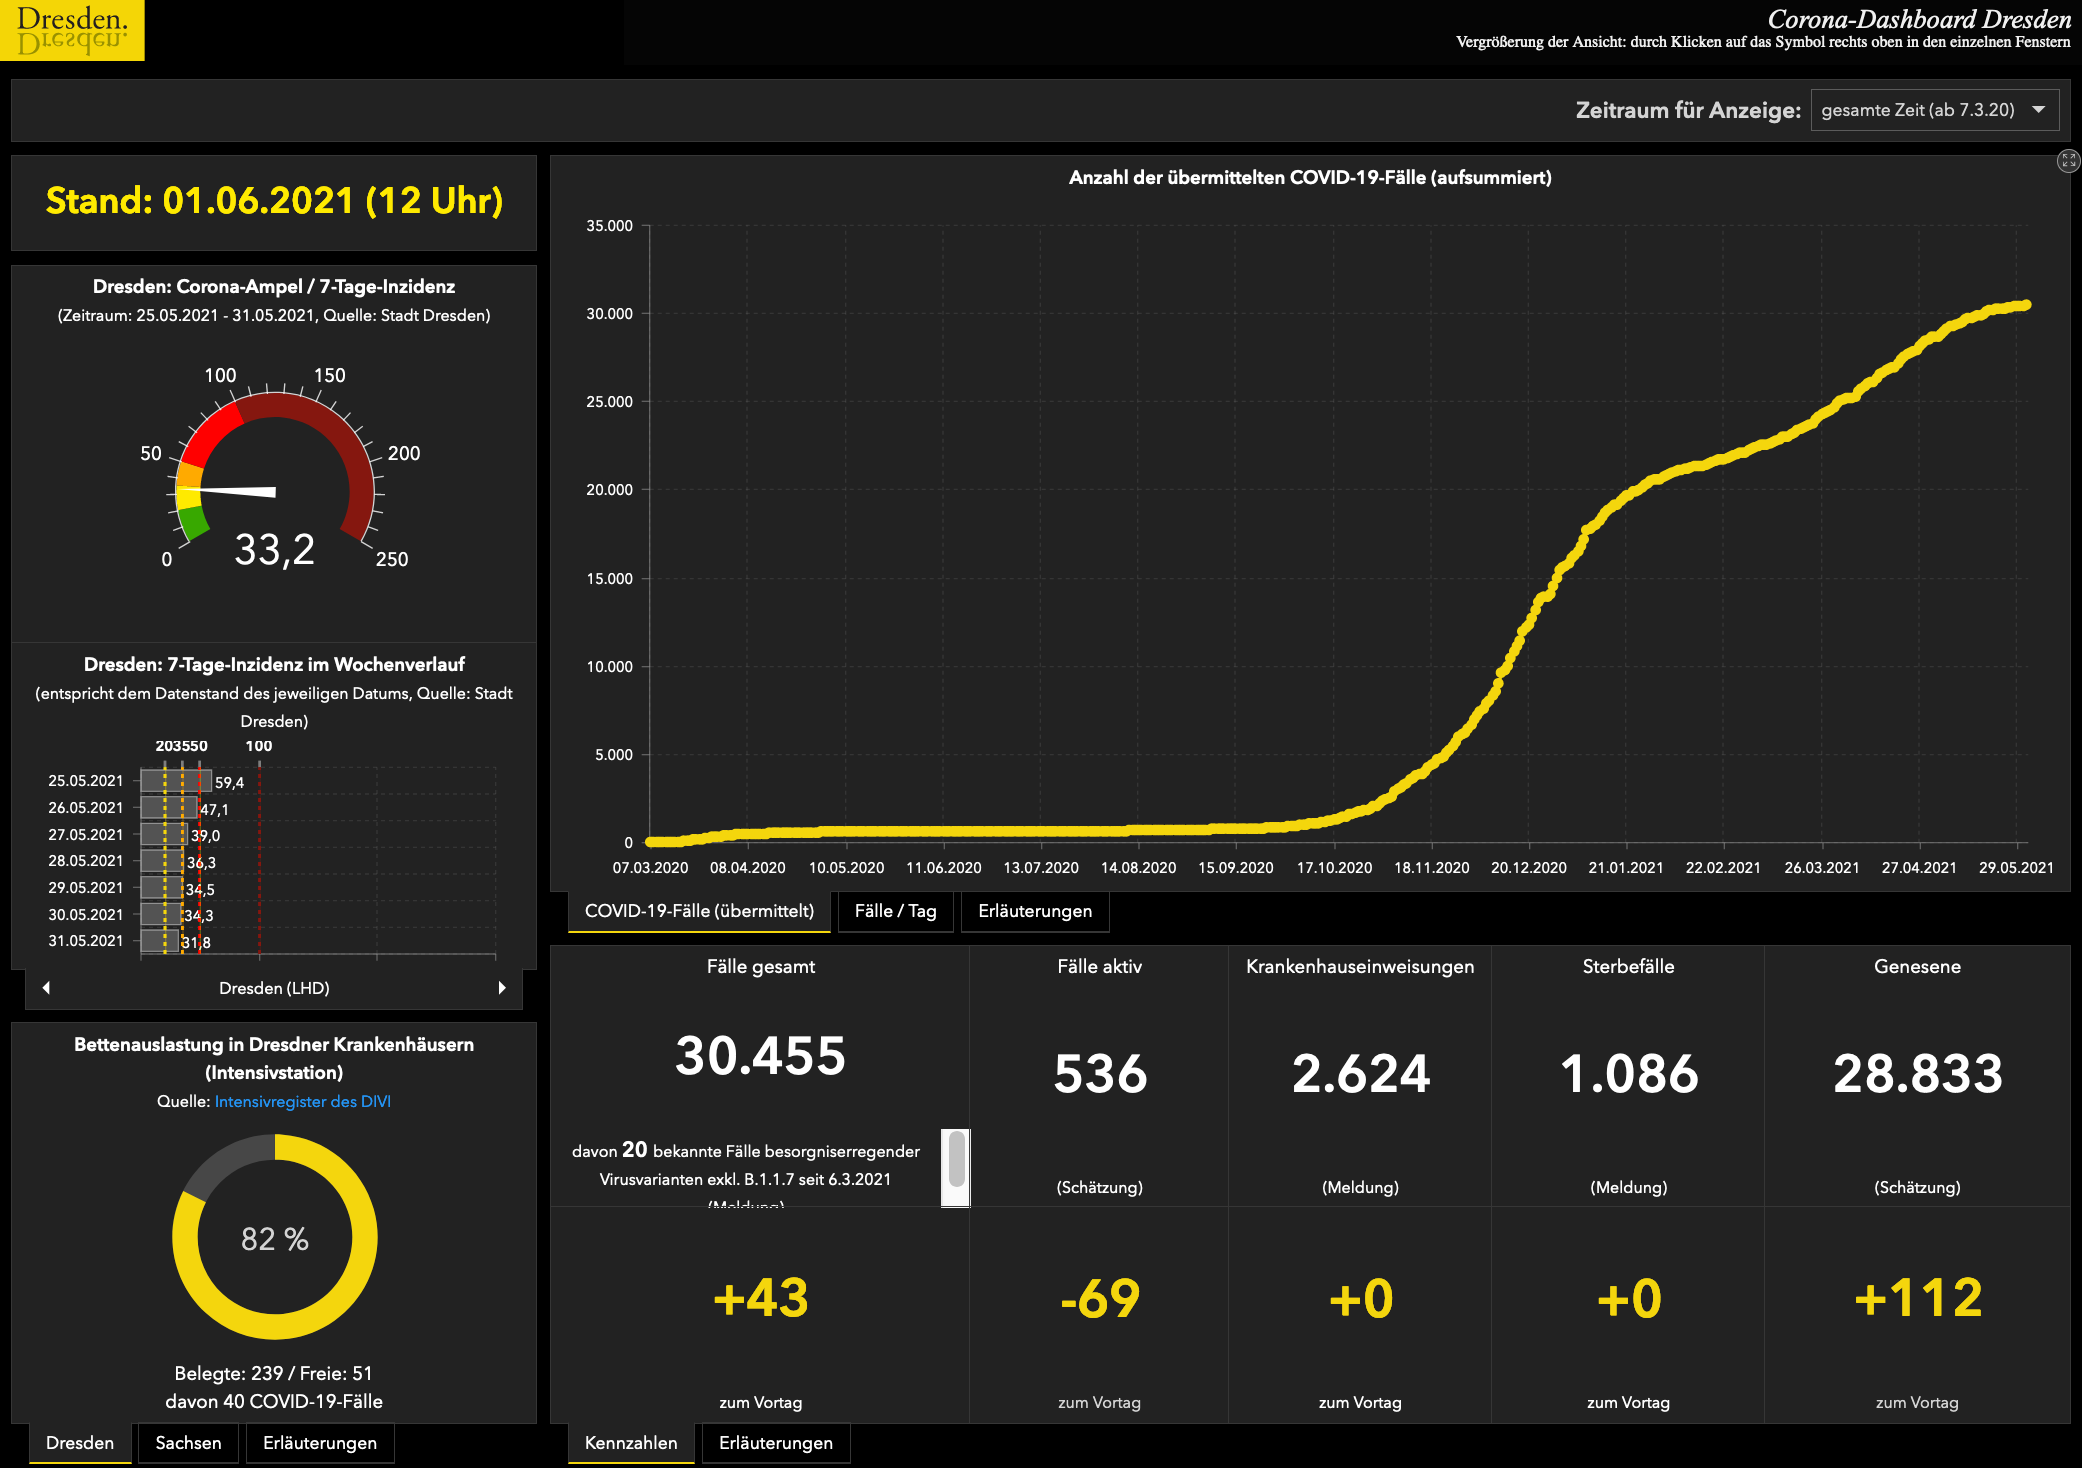 Dresden.
Dresden.
Corona-Dashboard Dresden
Vergrößerung der Ansicht: durch Klicken auf das Symbol rechts oben in den einzelnen Fenstern
Zeitraum für Anzeige:
gesamte Zeit (ab 7.3.20)
Stand: 01.06.2021 (12 Uhr)
Dresden: Corona-Ampel / 7-Tage-Inzidenz
(Zeitraum: 25.05.2021 - 31.05.2021, Quelle: Stadt Dresden)
100 150
50 200
0 33,2 250
Dresden: 7-Tage-Inzidenz im Wochenverlauf
(entspricht dem Datenstand des jeweiligen Datums, Quelle: Stadt
Dresden)
20 35 50 100
25.05.2021 59,4
26.05.2021 47,1
27.05.2021 39,0
28.05.2021 36,3
29.05.2021 34,5
30.05.2021 34,3
31.05.2021 31,8
Dresden (LHD)
Bettenauslastung in Dresdner Krankenhäusern
(Intensivstation)
Quelle: Intensivregister des DIVI
82 %
Belegte: 239 / Freie: 51
davon 40 COVID-19-Fälle
Dresden Sachsen Erläuterungen
Anzahl der übermittelten COVID-19-Fälle (aufsummiert)
35.000
30.000
25.000
20.000
15.000
10.000
5.000
0
07.03.2020 08.04.2020 10.05.2020 11.06.2020 13.07.2020 14.08.2020 15.09.2020 17.10.2020 18.11.2020 20.12.2020 21.01.2021 22.02.2021 26.03.2021 27.04.2021 29.05.2021
COVID-19-Fälle (übermittelt) Fälle / Tag Erläuterungen
Fälle gesamt
30.455
davon 20 bekannte Fälle besorgniserregender
Virusvarianten exkl. B.1.1.7 seit 6.3.2021
(Meldung)
+43
zum Vortag
Fälle aktiv
536
(Schätzung)
-69
zum Vortag
Krankenhauseinweisungen
2.624
(Meldung)
+0
zum Vortag
Sterbefälle
1.086
(Meldung)
+0
zum Vortag
Genesene
28.833
(Schätzung)
+112
zum Vortag
Kennzahlen Erläuterungen